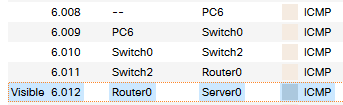 6.008 -- PC6 ICMP
6.009 PC6 Switch0 ICMP
6.010 Switch0 Switch2 ICMP
6.011 Switch2 Router0 ICMP
Visible 6.012 Router0 Server0 ICMP